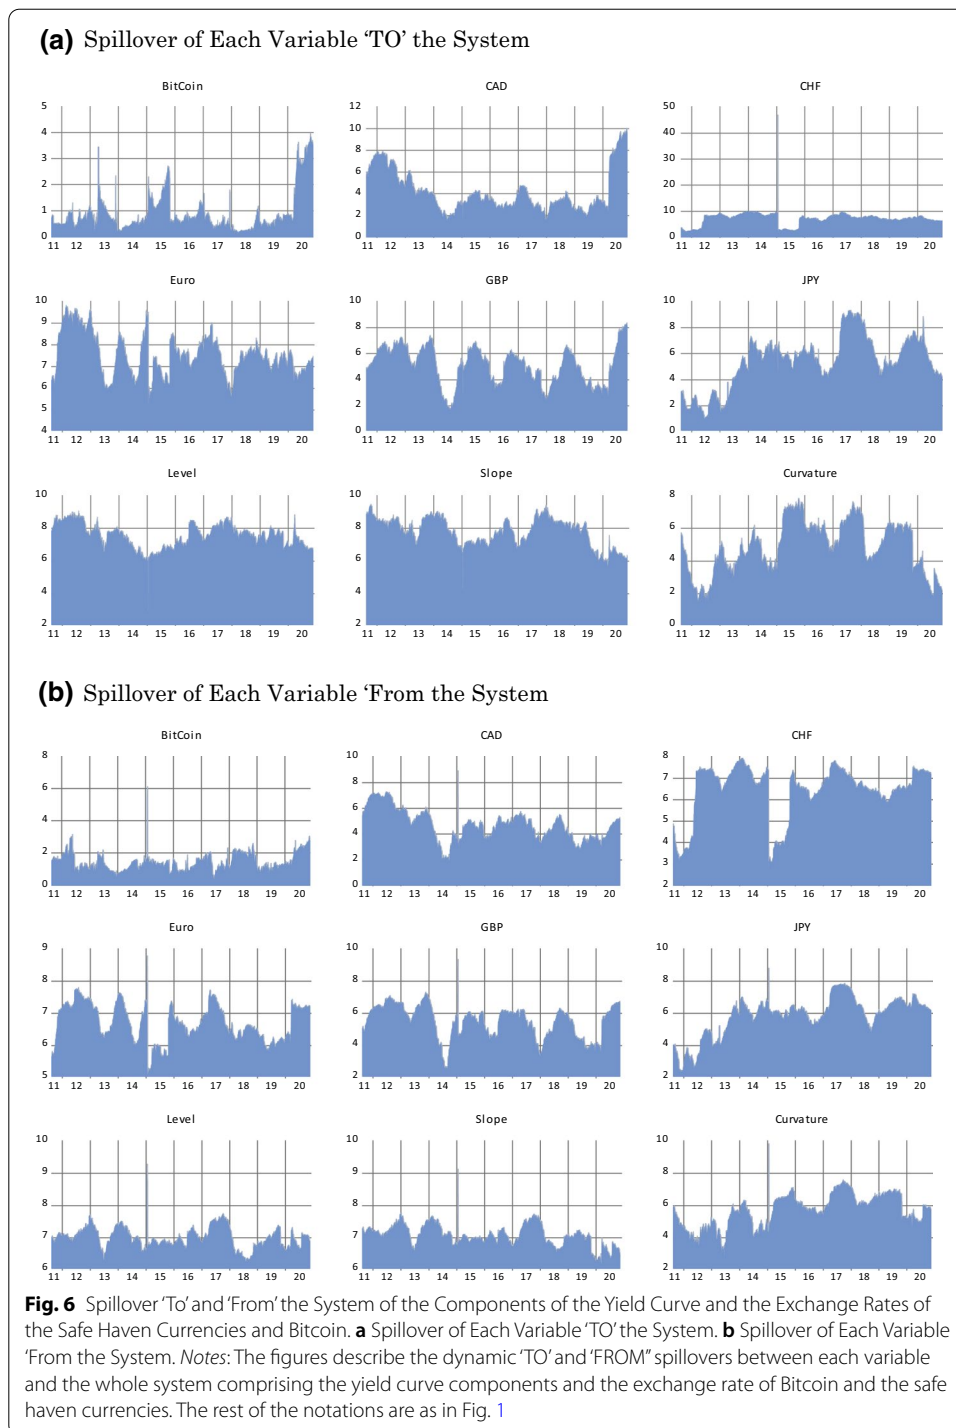 (a) Spillover of Each Variable ‘TO’ the System
BitCoin
CAD
CHF
5
4
3
2
1
0
11 12 13 14 15 16 17 18 19 20
12
10
8
6
4
2
0
11 12 13 14 15 16 17 18 19 20
50
40
30
20
10
0
11 12 13 14 15 16 17 18 19 20
Euro
GBP
JPY
10
9
8
7
6
5
4
11 12 13 14 15 16 17 18 19 20
10
8
6
4
2
0
11 12 13 14 15 16 17 18 19 20
10
8
6
4
2
0
11 12 13 14 15 16 17 18 19 20
Level
Slope
Curvature
10
8
6
4
2
11 12 13 14 15 16 17 18 19 20
10
8
6
4
2
11 12 13 14 15 16 17 18 19 20
8
6
4
2
0
11 12 13 14 15 16 17 18 19 20
(b) Spillover of Each Variable ‘From the System
BitCoin
CAD
CHF
8
6
4
2
0
11 12 13 14 15 16 17 18 19 20
10
8
6
4
2
0
11 12 13 14 15 16 17 18 19 20
8
7
6
5
4
3
2
11 12 13 14 15 16 17 18 19 20
Euro
GBP
JPY
9
8
7
6
5
11 12 13 14 15 16 17 18 19 20
10
8
6
4
2
0
11 12 13 14 15 16 17 18 19 20
10
8
6
4
2
11 12 13 14 15 16 17 18 19 20
Level
Slope
Curvature
10
9
8
7
6
11 12 13 14 15 16 17 18 19 20
10
9
8
7
6
11 12 13 14 15 16 17 18 19 20
10
8
6
4
2
11 12 13 14 15 16 17 18 19 20
Fig. 6 Spillover ‘To’ and ‘From’ the System of the Components of the Yield Curve and the Exchange Rates of
the Safe Haven Currencies and Bitcoin. a Spillover of Each Variable ‘TO’ the System. b Spillover of Each Variable
‘From the System. Notes: The figures describe the dynamic ‘TO’ and ‘FROM” spillovers between each variable
and the whole system comprising the yield curve components and the exchange rate of Bitcoin and the safe
haven currencies. The rest of the notations are as in Fig. 1